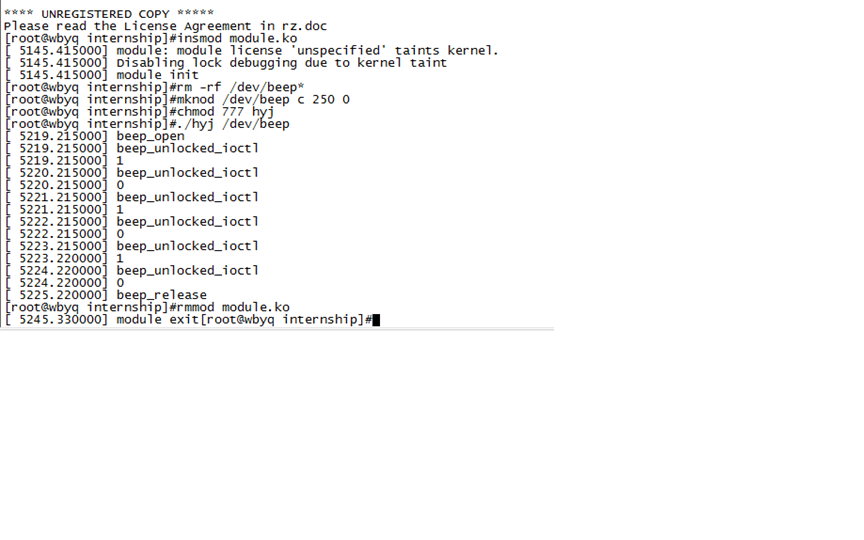 **** UNREGISTERED COPY *****
Please read the License Agreement in rz.doc
[root@wbyq internship]#insmod module.ko
[ 5145.415000] module: module license 'unspecified' taints kernel.
[ 5145.415000] Disabling lock debugging due to kernel taint
[ 5145.415000] module init
[root@wbyq internship]#rm -rf /dev/beep*
[root@wbyq internship]#mknod /dev/beep c 250 0
[root@wbyq internship]#chmod 777 hyj
[root@wbyq internship]#./hyj /dev/beep
[ 5219.215000] beep_open
[ 5219.215000] beep_unlocked_ioctl
[ 5219.215000] 1
[ 5220.215000] beep_unlocked_ioctl
[ 5220.215000] 0
[ 5221.215000] beep_unlocked_ioctl
[ 5221.215000] 1
[ 5222.215000] beep_unlocked_ioctl
[ 5222.215000] 0
[ 5223.215000] beep_unlocked_ioctl
[ 5223.220000] 1
[ 5224.220000] beep_unlocked_ioctl
[ 5224.220000] 0
[ 5225.220000] beep_release
[root@wbyq internship]#rmmod module.ko
[ 5245.330000] module exit[root@wbyq internship]#